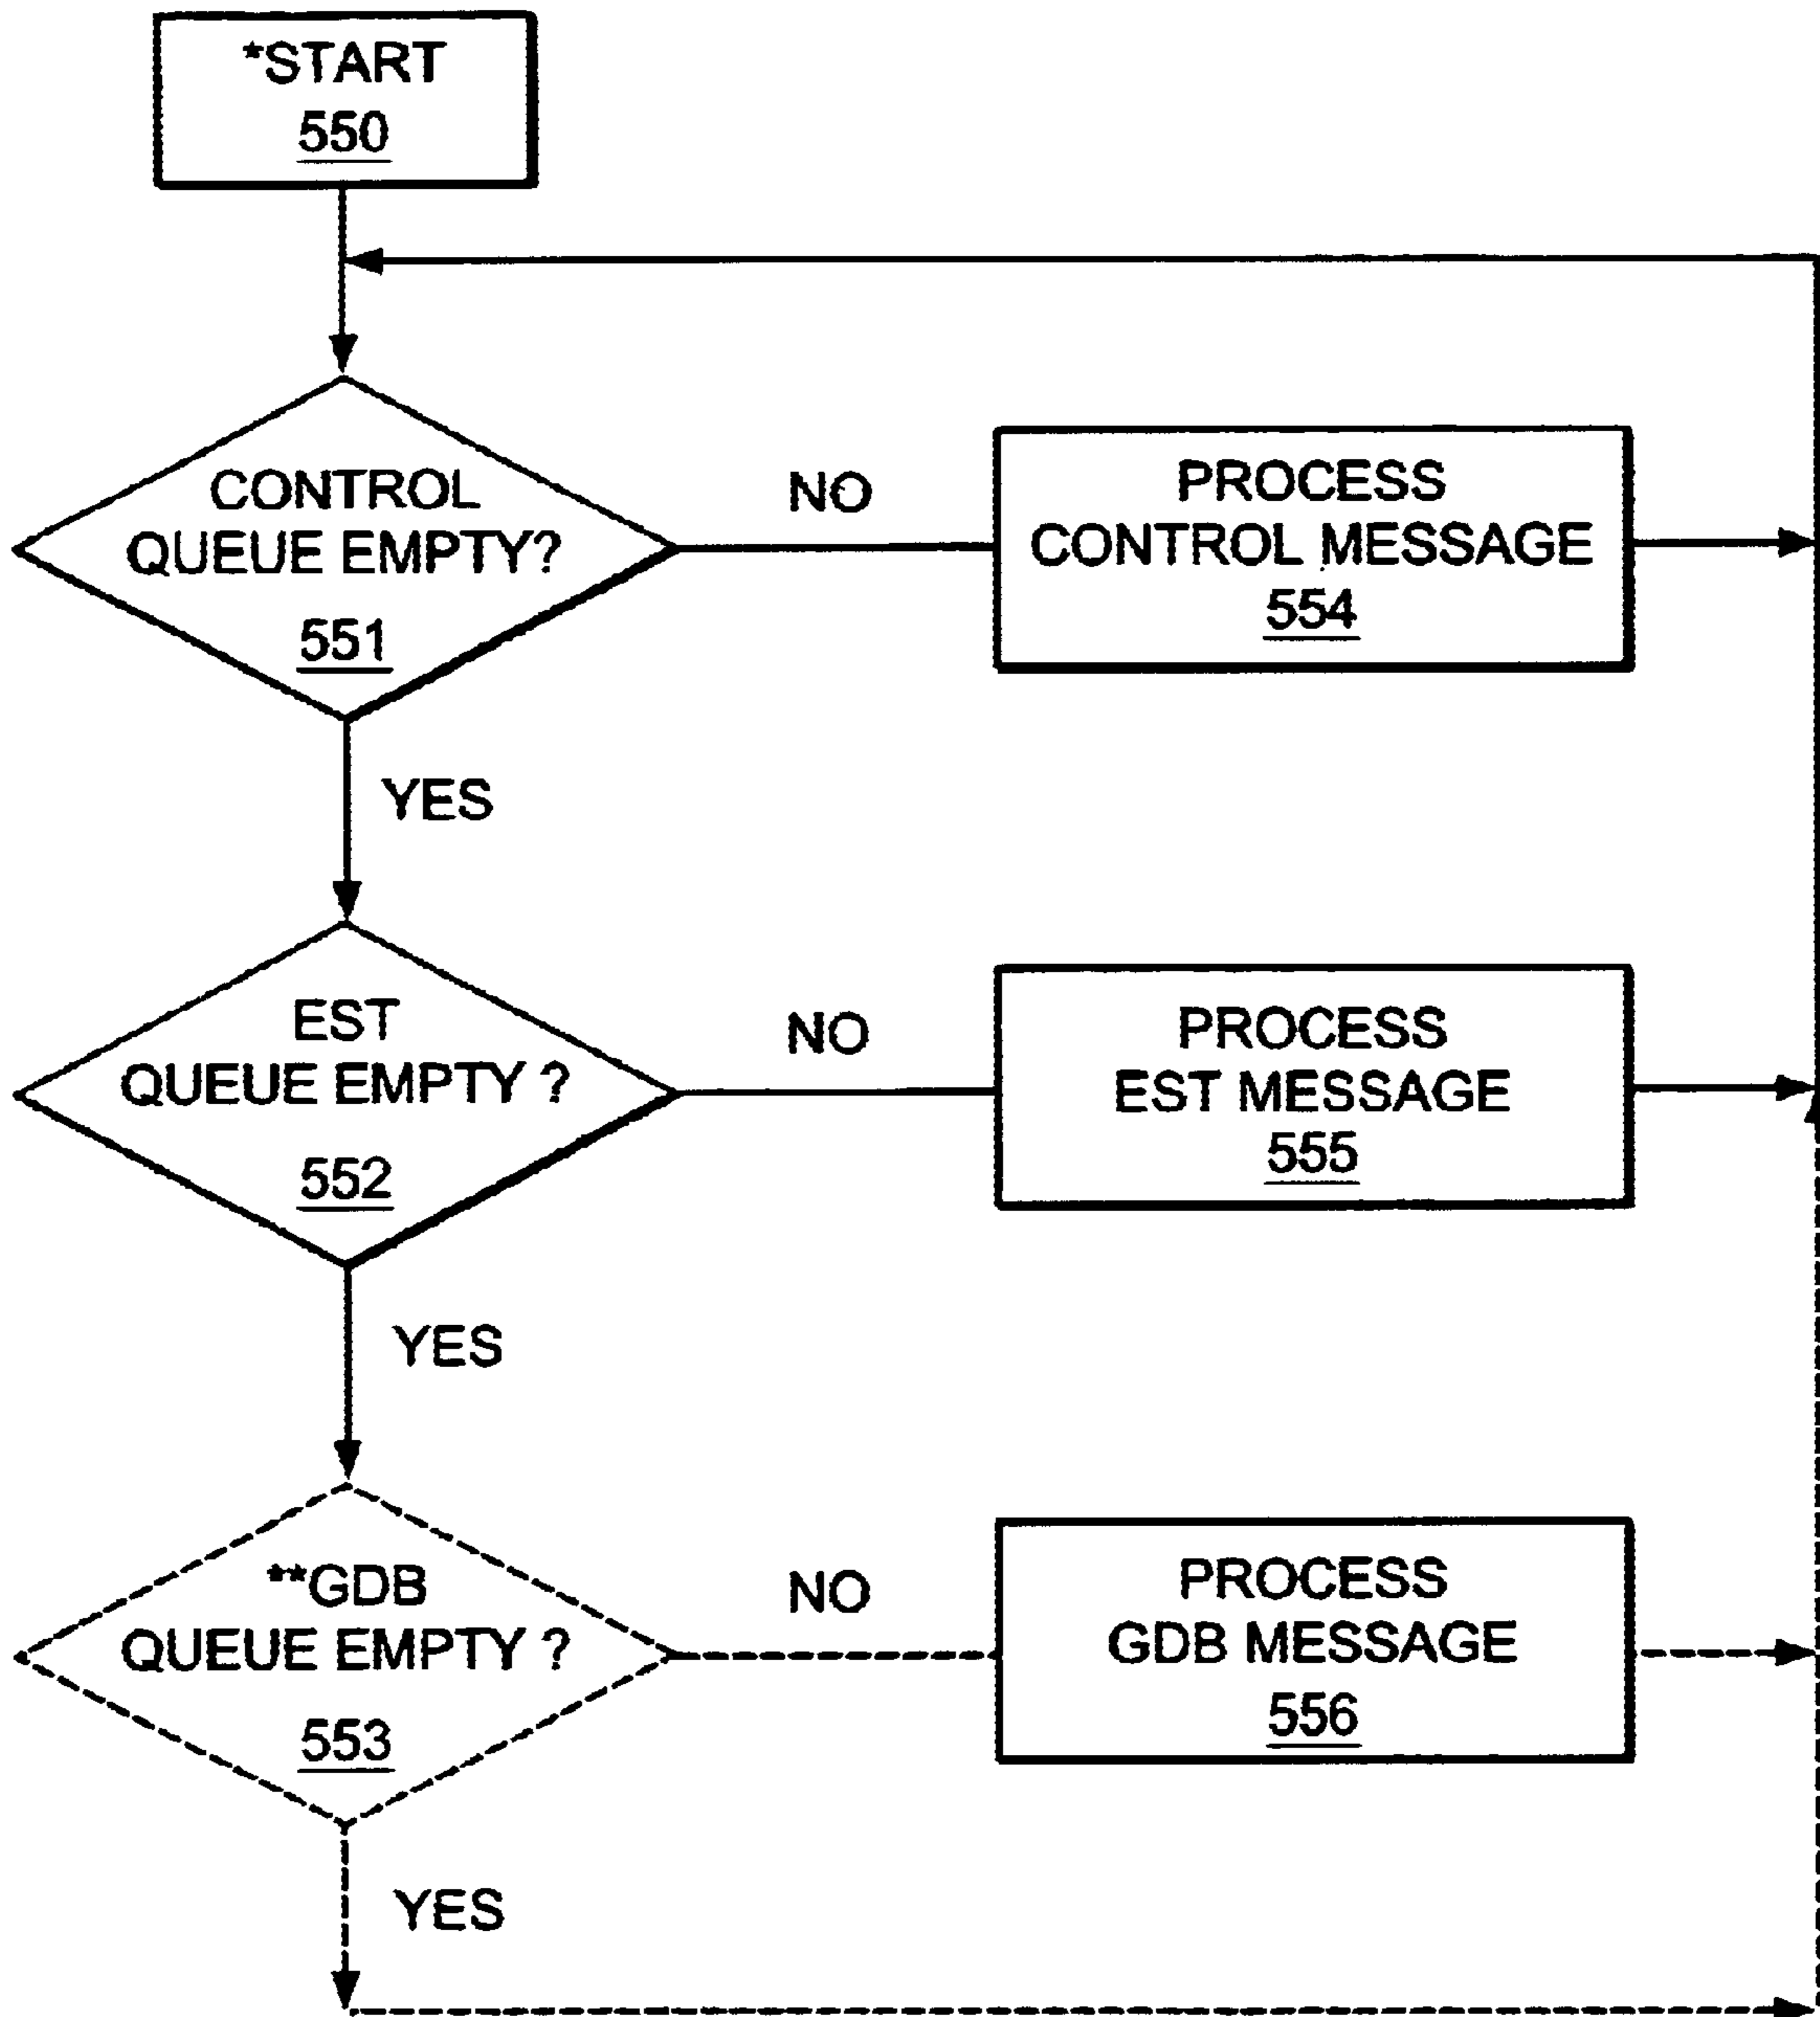 *START
550
CONTROL
QUEUE EMPTY?
551
NO
PROCESS
CONTROL MESSAGE
554
YES
EST
QUEUE EMPTY ?
552
NO
PROCESS
EST MESSAGE
555
YES
**GDB
QUEUE EMPTY ?
553
NO
PROCESS
GDB MESSAGE
556
YES